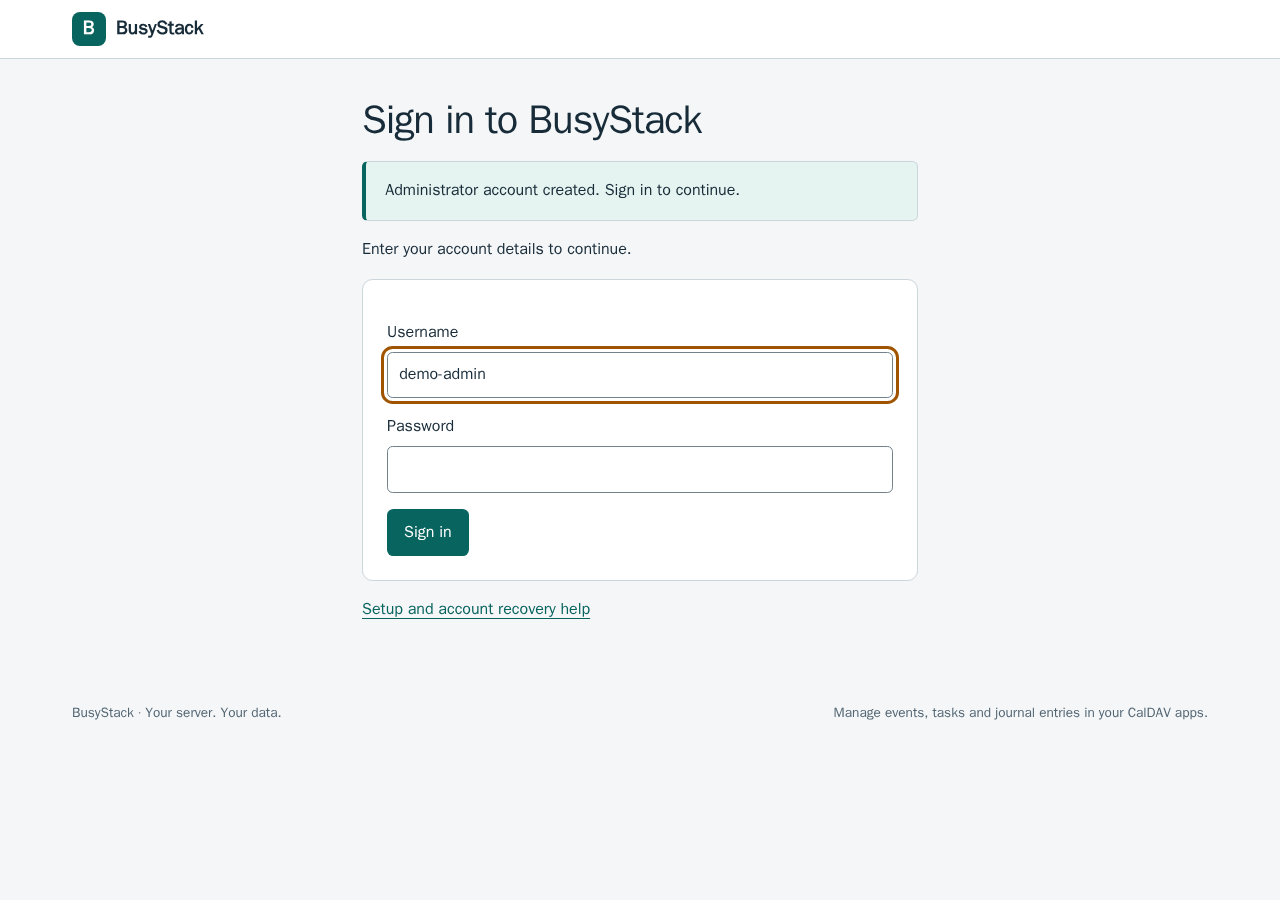 B BusyStack
Sign in to BusyStack
Administrator account created. Sign in to continue.
Enter your account details to continue.
Username
demo-admin
Password
Sign in
Setup and account recovery help
BusyStack · Your server. Your data.
Manage events, tasks and journal entries in your CalDAV apps.